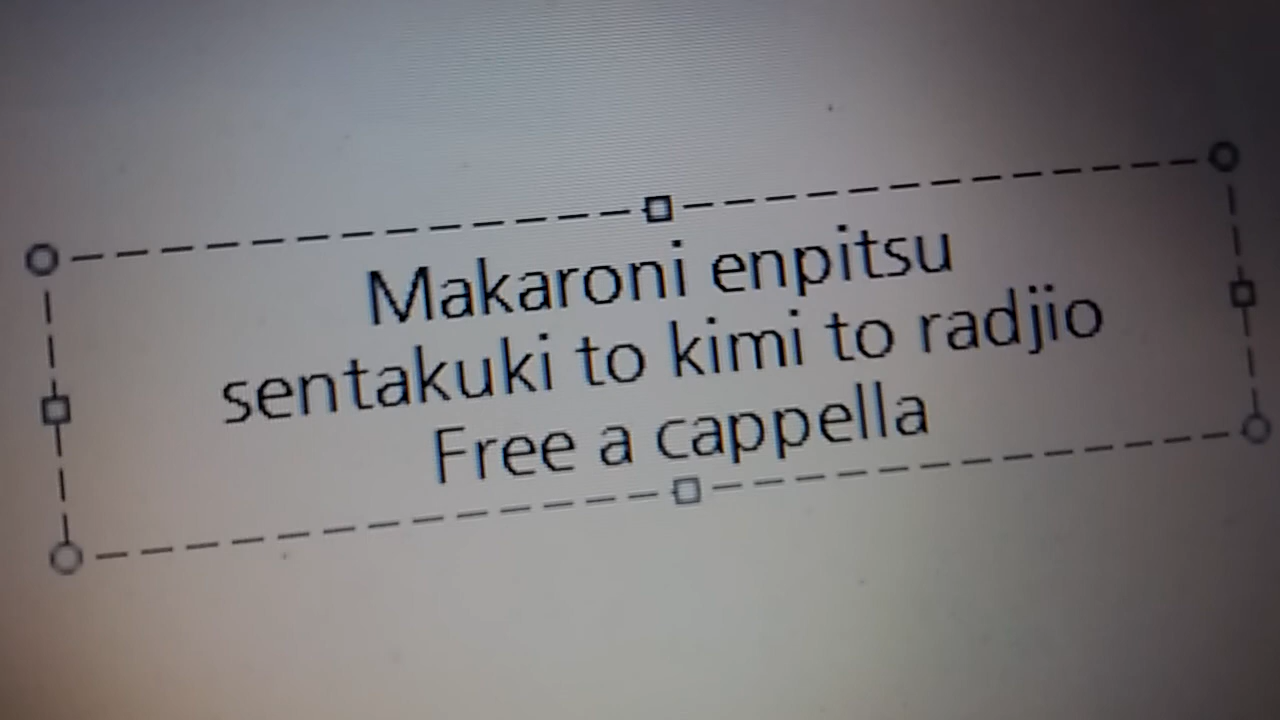 Makaroni enpitsu
sentakuki to kimi to radjio
Free a cappella